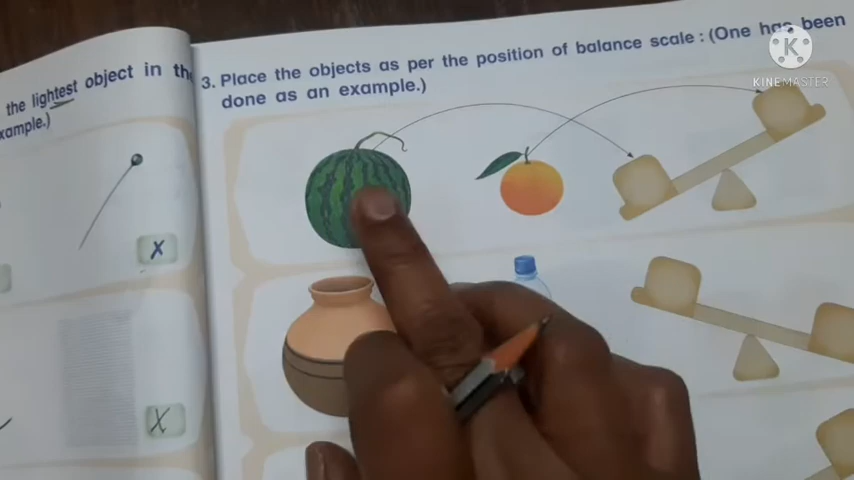 the lightest object in the
example.)
3. Place the objects as per the position of balance scale : (One has been
done as an example.)
K
KINEMASTER
X
X